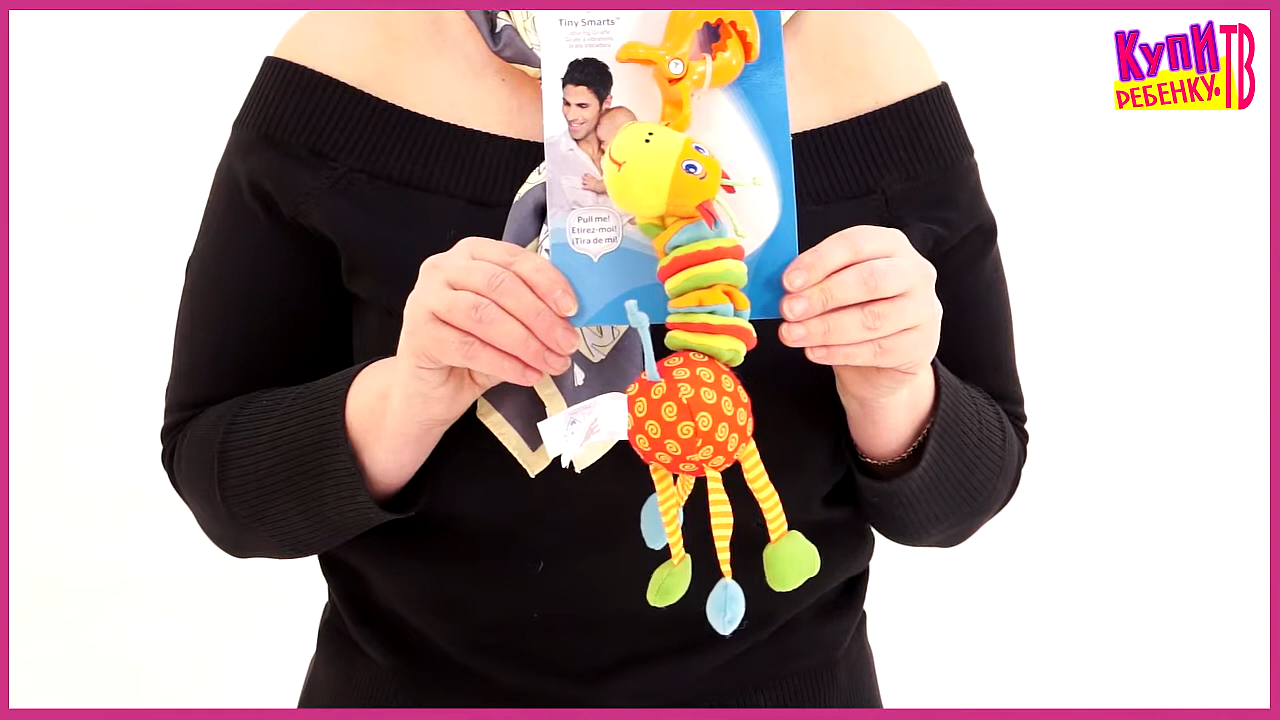 Tiny Smarts™
Pull me!
Etirez-moi!
¡Tira de mi!
КУПИ
РЕБЕНКУ.ТВ